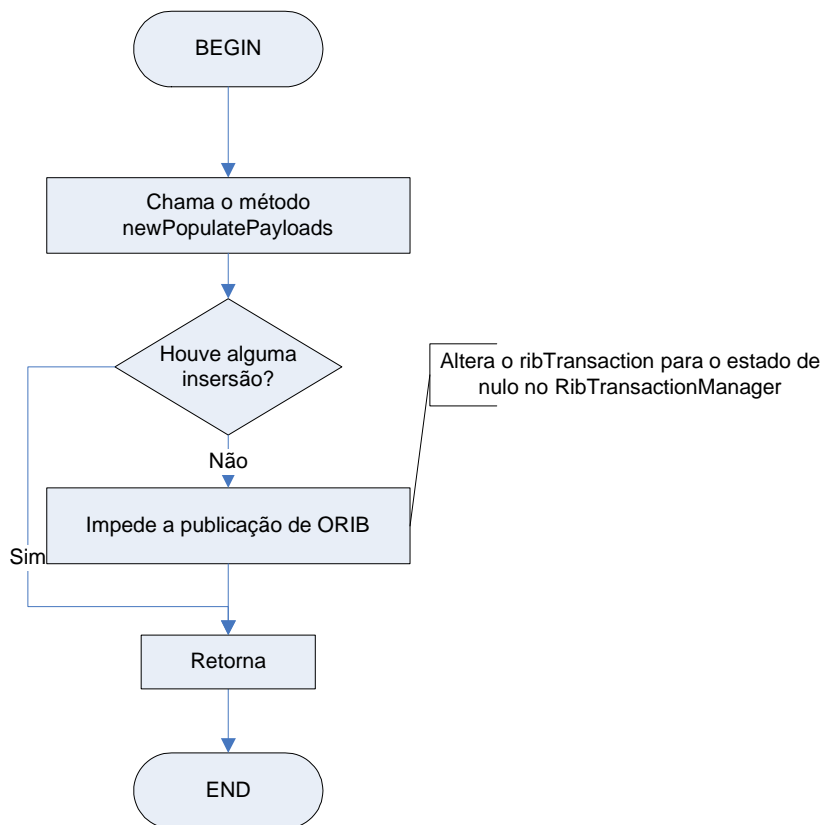 BEGIN
Chama o método
newPopulatePayloads
Houve alguma
insersão?
Altera o ribTransaction para o estado de
nulo no RibTransactionManager
Não
Impede a publicação de ORIB
Sim
Retorna
END